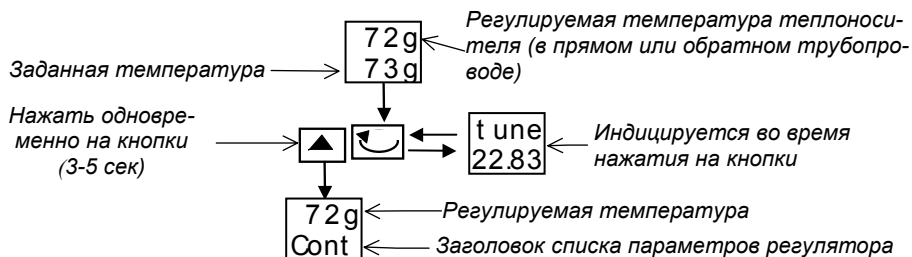 72g
73g
Регулируемая температура теплоноси-
теля (в прямом или обратном трубопро-
воде)
Заданная температура
Нажать одновре-
менно на кнопки
(3-5 сек)
t une
22.83
Индицируется во время
нажатия на кнопки
72g
Cont
Регулируемая температура
Заголовок списка параметров регулятора